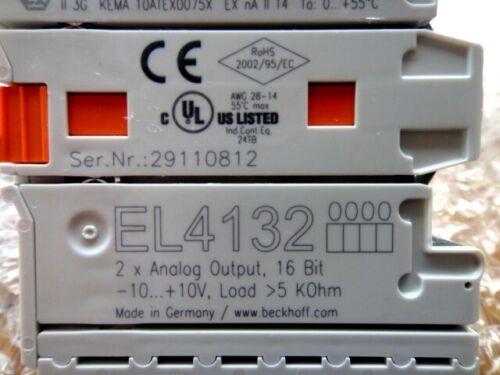 II 3G KEMA 10ATEX0075X Ex nA II T4 Ta: 0...+55°C
CE
RoHS
2002/95/EC
AWG 28-14
55°C max
c UL US LISTED
Ind.Cont.Eq.
24TB
Ser.Nr.:29110812
EL4132
2 x Analog Output, 16 Bit
-10...+10V, Load >5 KOhm
Made in Germany / www.beckhoff.com